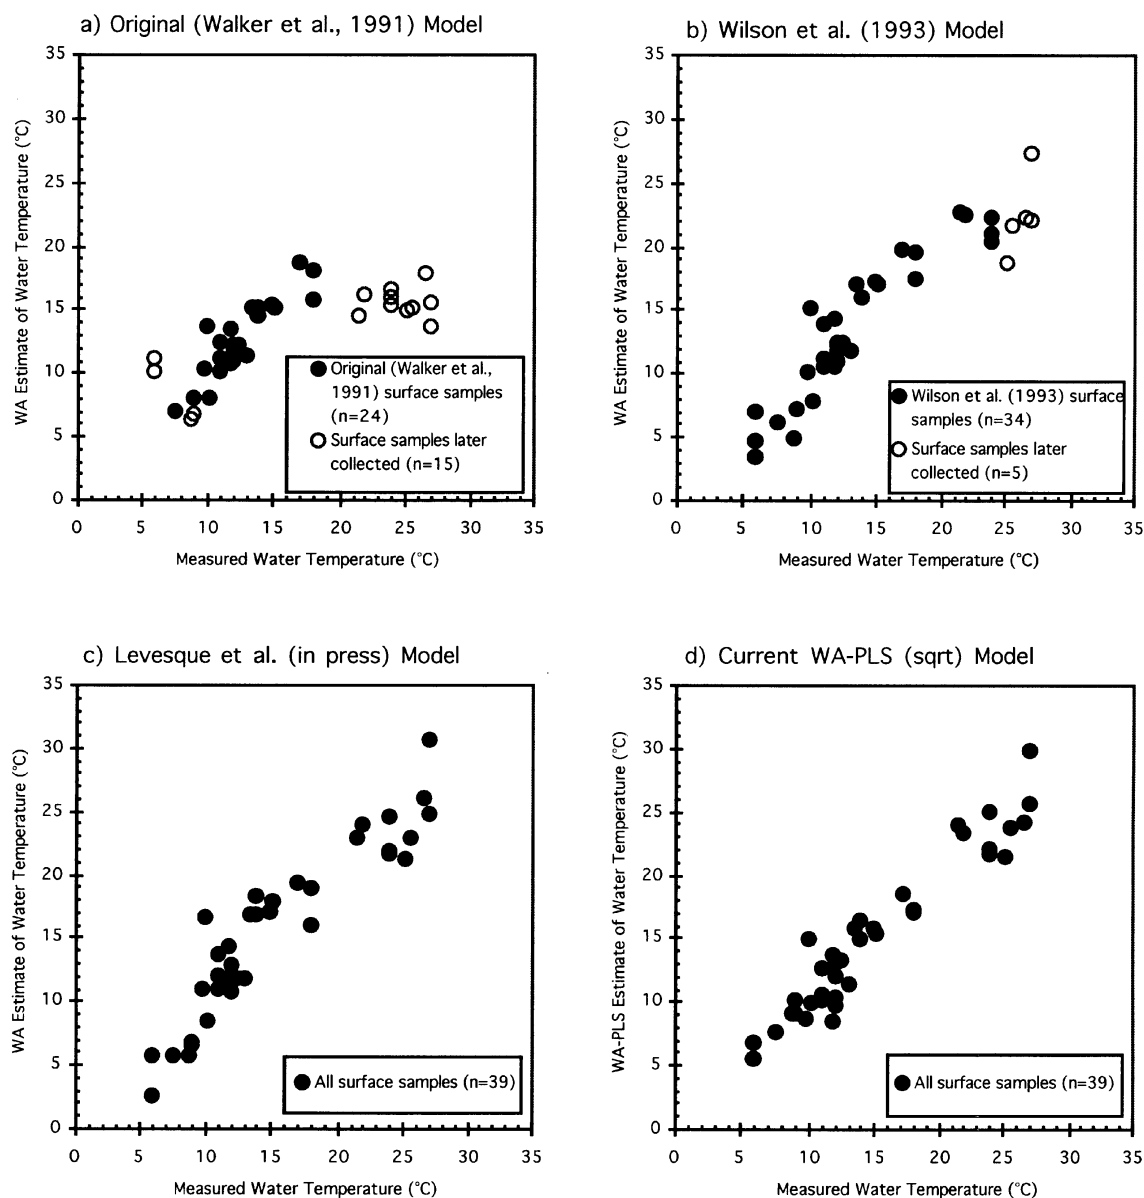 a) Original (Walker et al., 1991) Model
35
30
25
20
15
10
5
0
WA Estimate of Water Temperature (°C)
Original (Walker et al.,
1991) surface samples
(n=24)
Surface samples later
collected (n=15)
0 5 10 15 20 25 30 35
Measured Water Temperature (°C)
b) Wilson et al. (1993) Model
35
30
25
20
15
10
5
0
WA Estimate of Water Temperature (°C)
Wilson et al. (1993) surface
samples (n=34)
Surface samples later
collected (n=5)
0 5 10 15 20 25 30 35
Measured Water Temperature (°C)
c) Levesque et al. (in press) Model
35
30
25
20
15
10
5
0
WA Estimate of Water Temperature (°C)
All surface samples (n=39)
0 5 10 15 20 25 30 35
Measured Water Temperature (°C)
d) Current WA-PLS (sqrt) Model
35
30
25
20
15
10
5
0
WA-PLS Estimate of Water Temperature (°C)
All surface samples (n=39)
0 5 10 15 20 25 30 35
Measured Water Temperature (°C)